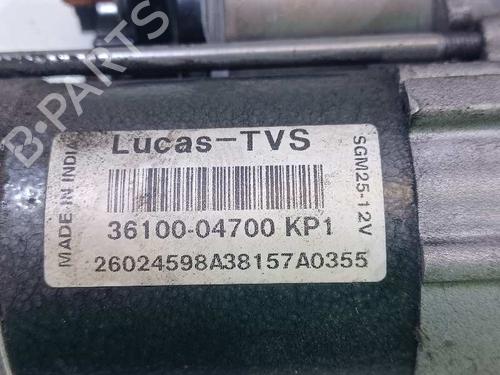 Lucas-TVS
MADE IN INDIA
SGM25-12V
36100-04700 KP1
26024598A38157A0355
B-PARTS